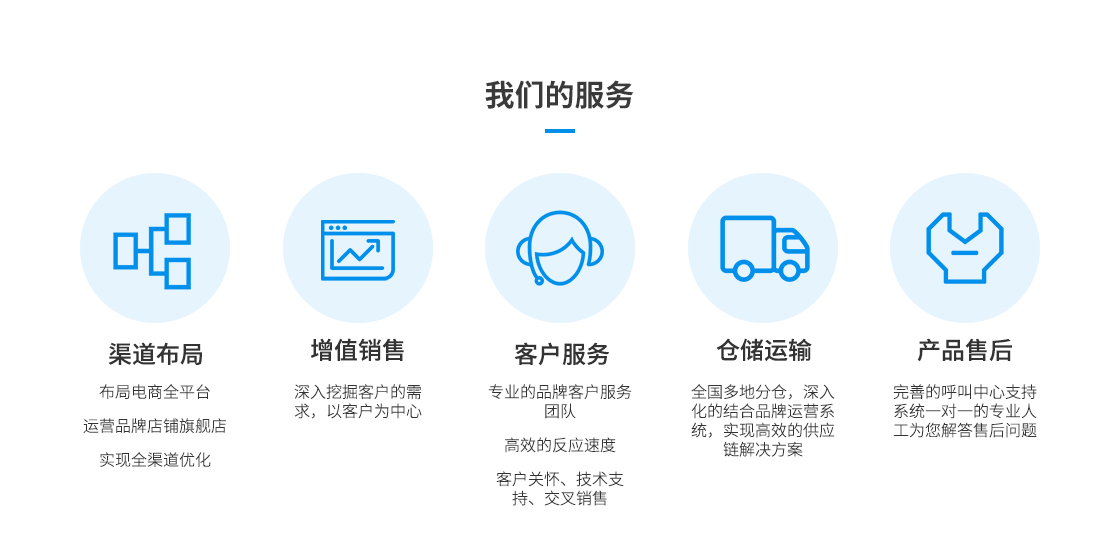 我们的服务
渠道布局
布局电商全平台
运营品牌店铺旗舰店
实现全渠道优化
增值销售
深入挖掘客户的需
求，以客户为中心
客户服务
专业的品牌客户服务
团队
高效的反应速度
客户关怀、技术支
持、交叉销售
仓储运输
全国多地分仓，深入
化的结合品牌运营系
统，实现高效的供应
链解决方案
产品售后
完善的呼叫中心支持
系统一对一的专业人
工为您解答售后问题